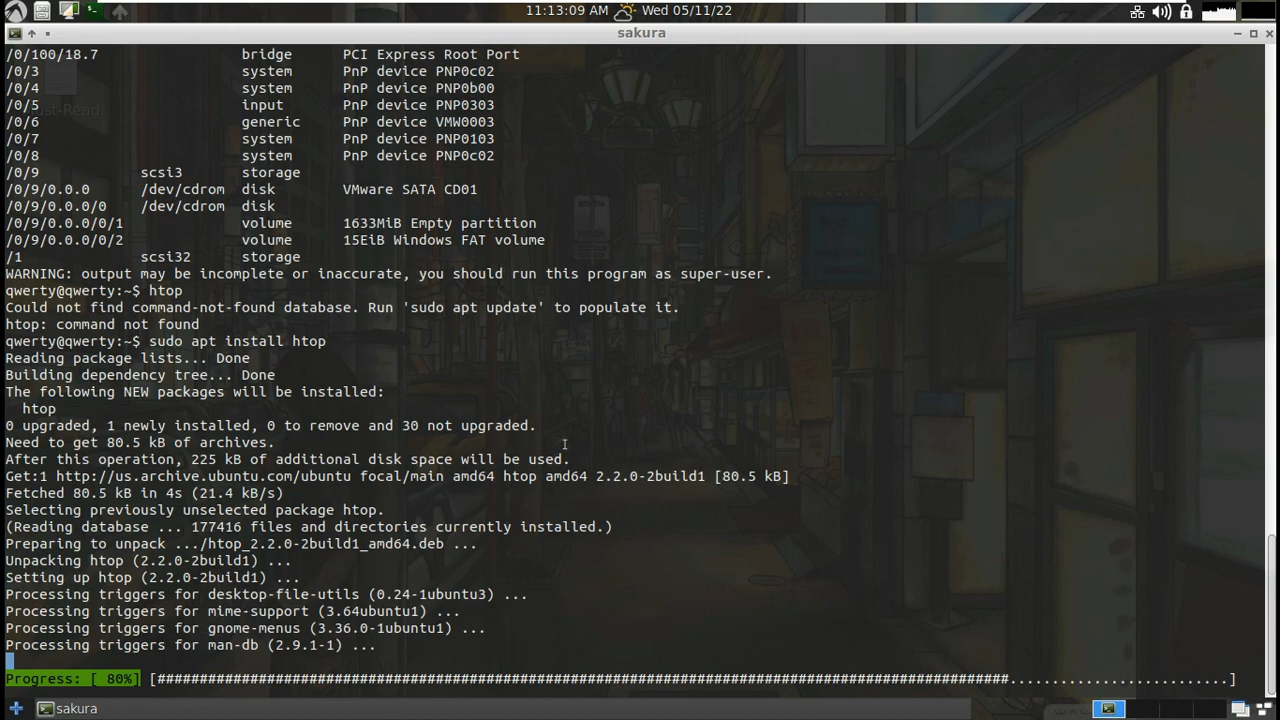 11:13:09 AM Wed 05/11/22
sakura
/0/100/18.7 bridge PCI Express Root Port
/0/3 system PnP device PNP0c02
/0/4 system PnP device PNP0b00
/0/5 input PnP device PNP0303
/0/6 generic PnP device VMW0003
/0/7 system PnP device PNP0103
/0/8 system PnP device PNP0c02
/0/9 scsi3 storage
/0/9/0.0.0 /dev/cdrom disk VMware SATA CD01
/0/9/0.0.0/0 /dev/cdrom disk
/0/9/0.0.0/0/1 volume 1633MiB Empty partition
/0/9/0.0.0/0/2 volume 15EiB Windows FAT volume
/1 scsi32 storage
WARNING: output may be incomplete or inaccurate, you should run this program as super-user.
qwerty@qwerty:~$ htop
Could not find command-not-found database. Run 'sudo apt update' to populate it.
htop: command not found
qwerty@qwerty:~$ sudo apt install htop
Reading package lists... Done
Building dependency tree... Done
The following NEW packages will be installed:
htop
0 upgraded, 1 newly installed, 0 to remove and 30 not upgraded.
Need to get 80.5 kB of archives.
After this operation, 225 kB of additional disk space will be used.
Get:1 http://us.archive.ubuntu.com/ubuntu focal/main amd64 htop amd64 2.2.0-2build1 [80.5 kB]
Fetched 80.5 kB in 4s (21.4 kB/s)
Selecting previously unselected package htop.
(Reading database ... 177416 files and directories currently installed.)
Preparing to unpack .../htop_2.2.0-2build1_amd64.deb ...
Unpacking htop (2.2.0-2build1) ...
Setting up htop (2.2.0-2build1) ...
Processing triggers for desktop-file-utils (0.24-1ubuntu3) ...
Processing triggers for mime-support (3.64ubuntu1) ...
Processing triggers for gnome-menus (3.36.0-1ubuntu1) ...
Processing triggers for man-db (2.9.1-1) ...
Progress: [ 80%] [#####################################################################################################..........................]
sakura